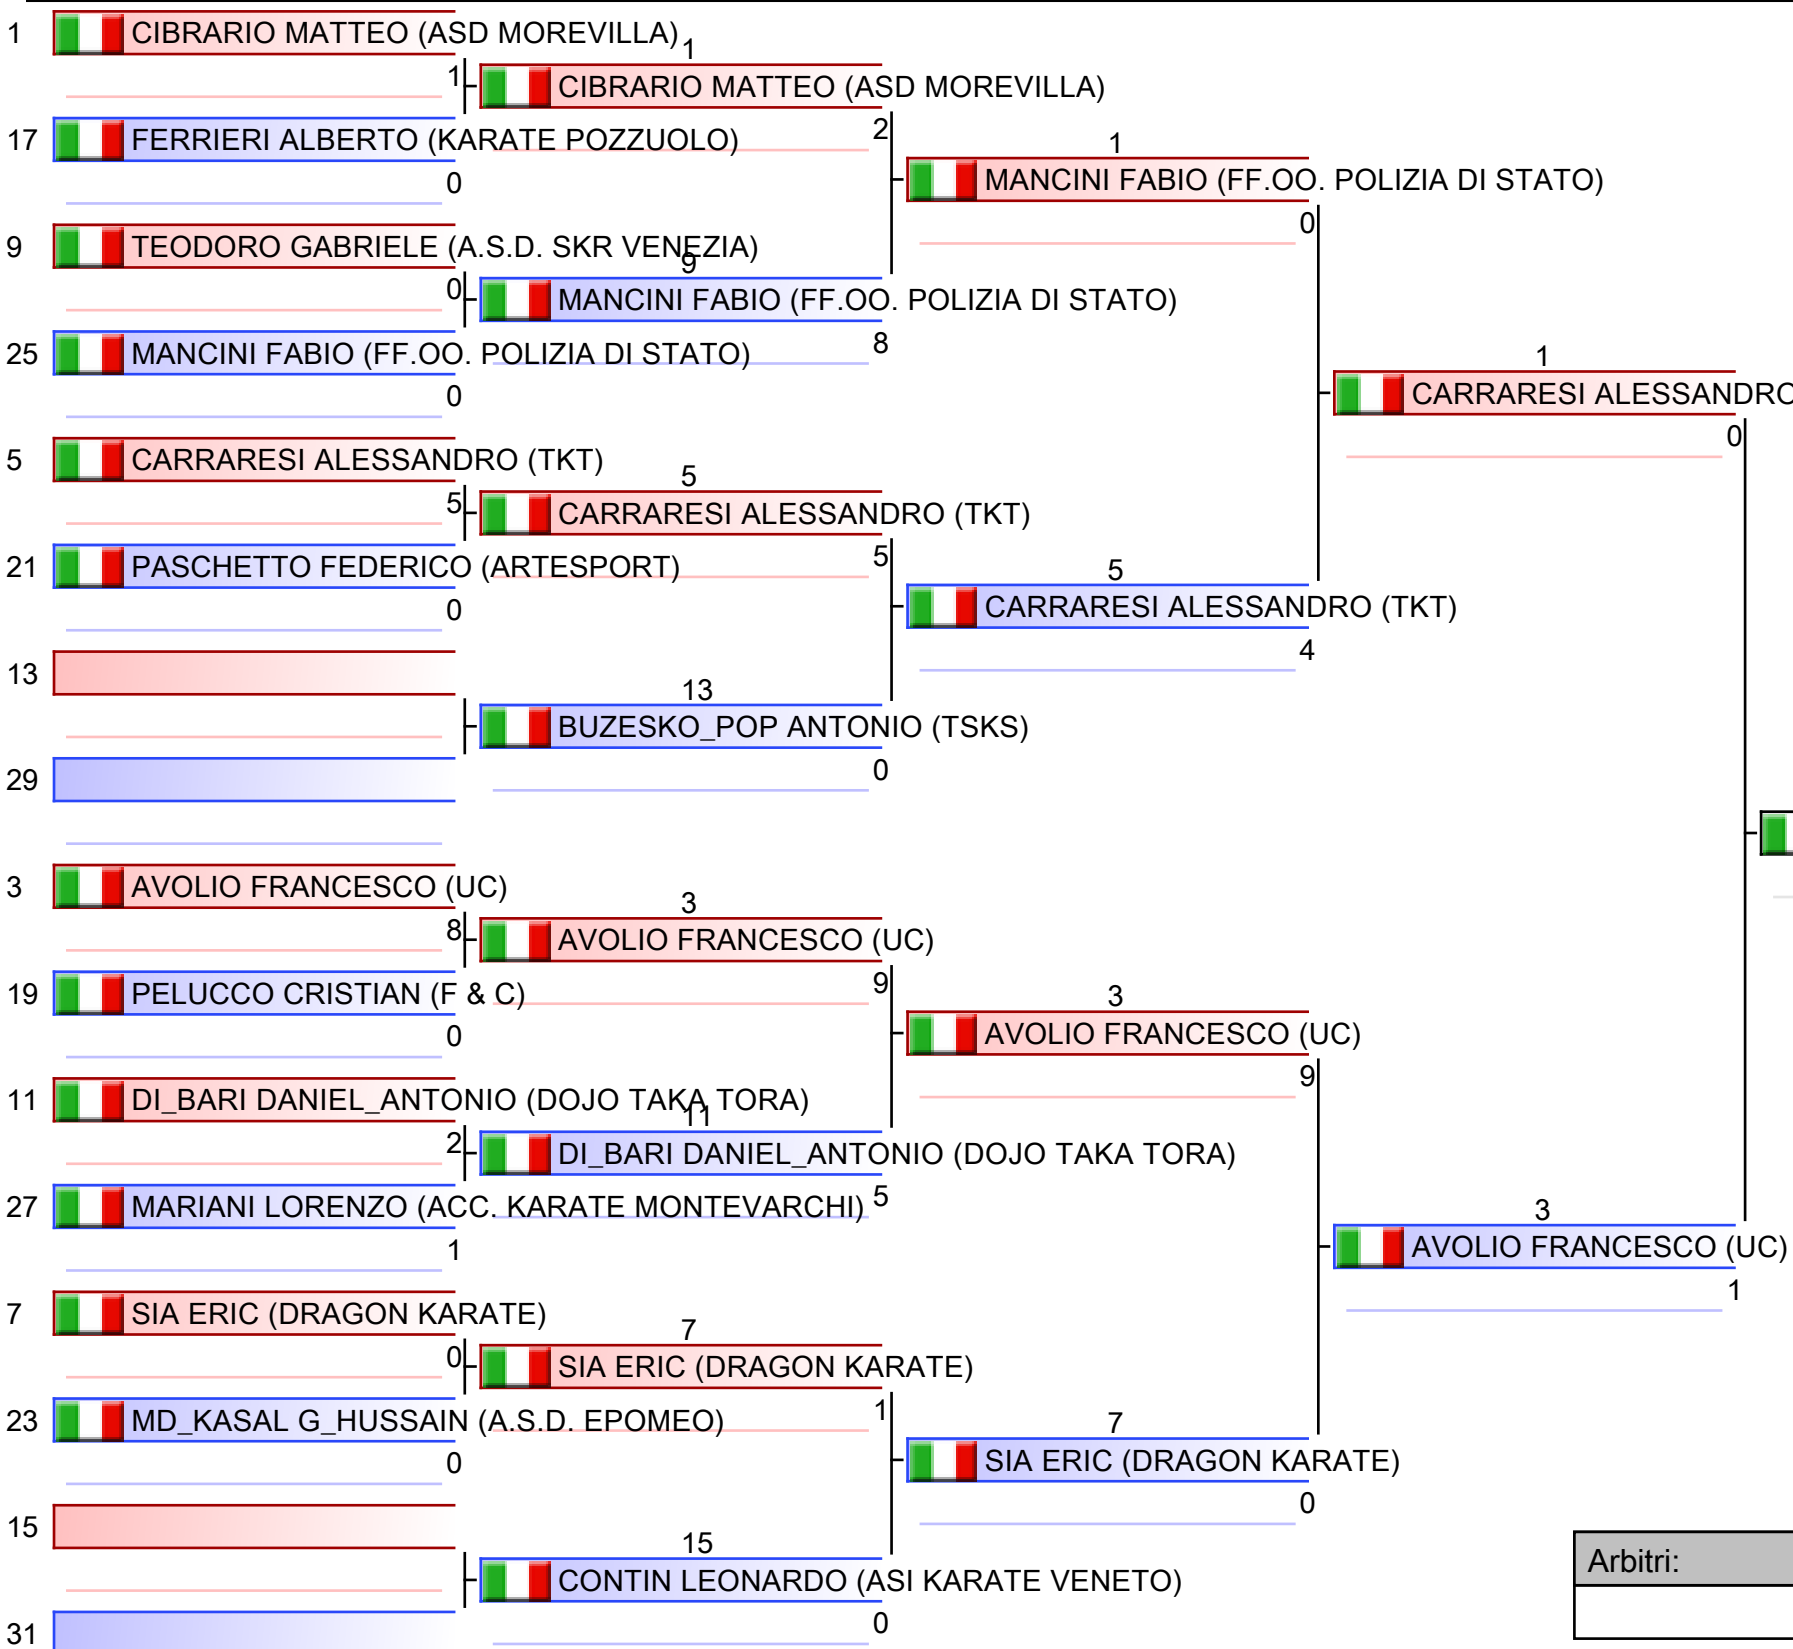 1 CIBRARIO MATTEO (ASD MOREVILLA)
1
17 FERRIERI ALBERTO (KARATE POZZUOLO)
0
9 TEODORO GABRIELE (A.S.D. SKR VENEZIA)
0
25 MANCINI FABIO (FF.OO. POLIZIA DI STATO)
0
5 CARRARESI ALESSANDRO (TKT)
5
21 PASCHETTO FEDERICO (ARTESPORT)
0
13
29
3 AVOLIO FRANCESCO (UC)
8
19 PELUCCO CRISTIAN (F & C)
0
11 DI_BARI DANIEL_ANTONIO (DOJO TAKA TORA)
2
27 MARIANI LORENZO (ACC. KARATE MONTEVARCHI)
1
7 SIA ERIC (DRAGON KARATE)
0
23 MD_KASAL G_HUSSAIN (A.S.D. EPOMEO)
0
15
31
1
CIBRARIO MATTEO (ASD MOREVILLA)
2
9
MANCINI FABIO (FF.OO. POLIZIA DI STATO)
8
5
CARRARESI ALESSANDRO (TKT)
5
13
BUZESKO_POP ANTONIO (TSKS)
0
3
AVOLIO FRANCESCO (UC)
9
11
DI_BARI DANIEL_ANTONIO (DOJO TAKA TORA)
5
7
SIA ERIC (DRAGON KARATE)
1
15
CONTIN LEONARDO (ASI KARATE VENETO)
0
1
MANCINI FABIO (FF.OO. POLIZIA DI STATO)
0
5
CARRARESI ALESSANDRO (TKT)
4
3
AVOLIO FRANCESCO (UC)
9
7
SIA ERIC (DRAGON KARATE)
0
1
CARRARESI ALESSANDRO
0
3
AVOLIO FRANCESCO (UC)
1
Arbitri: